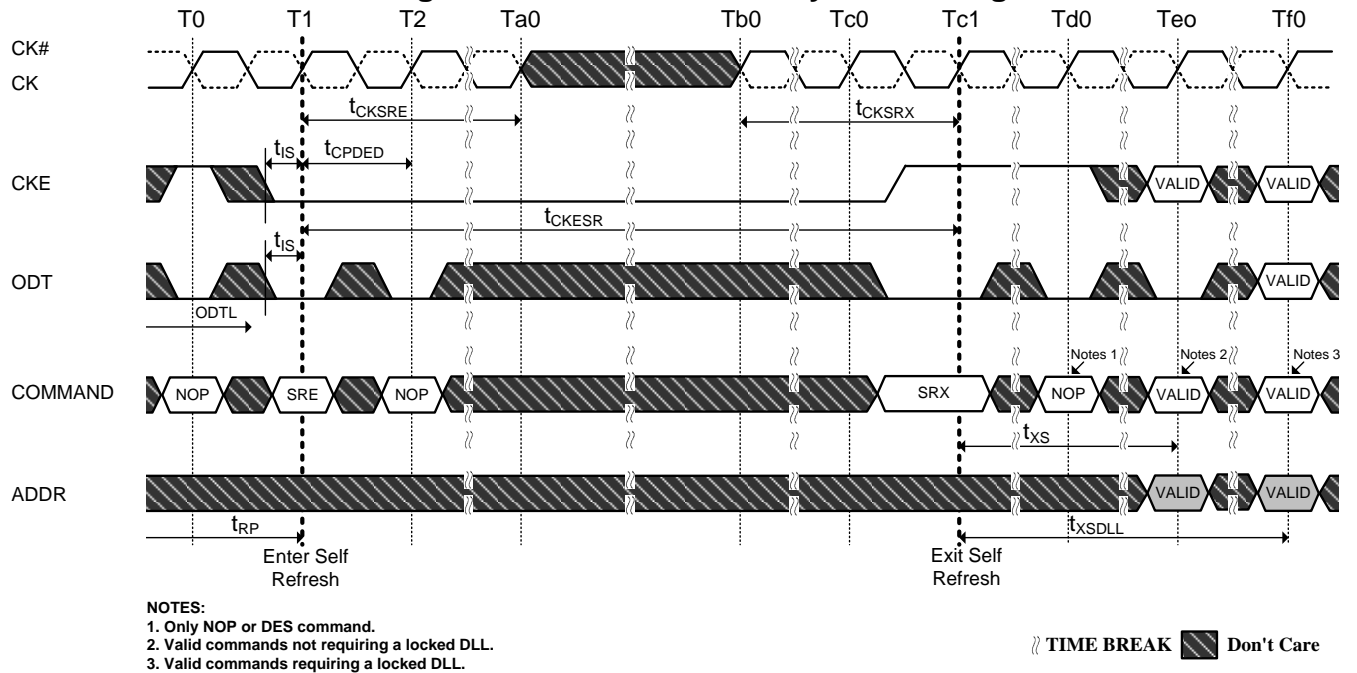 T0 T1 T2 Ta0 Tb0 Tc0 Tc1 Td0 Teo Tf0
CK#
CK
tCKSRE tCKSRX
tIS tCPDED
CKE VALID VALID
tCKESR
tIS
ODT VALID
ODTL
Notes 1 Notes 2 Notes 3
COMMAND NOP SRE NOP SRX NOP VALID VALID
tXS
ADDR VALID VALID
tRP tXSDLL
Enter Self Refresh
Exit Self Refresh
NOTES:
1. Only NOP or DES command.
2. Valid commands not requiring a locked DLL.
3. Valid commands requiring a locked DLL.
TIME BREAK Don't Care